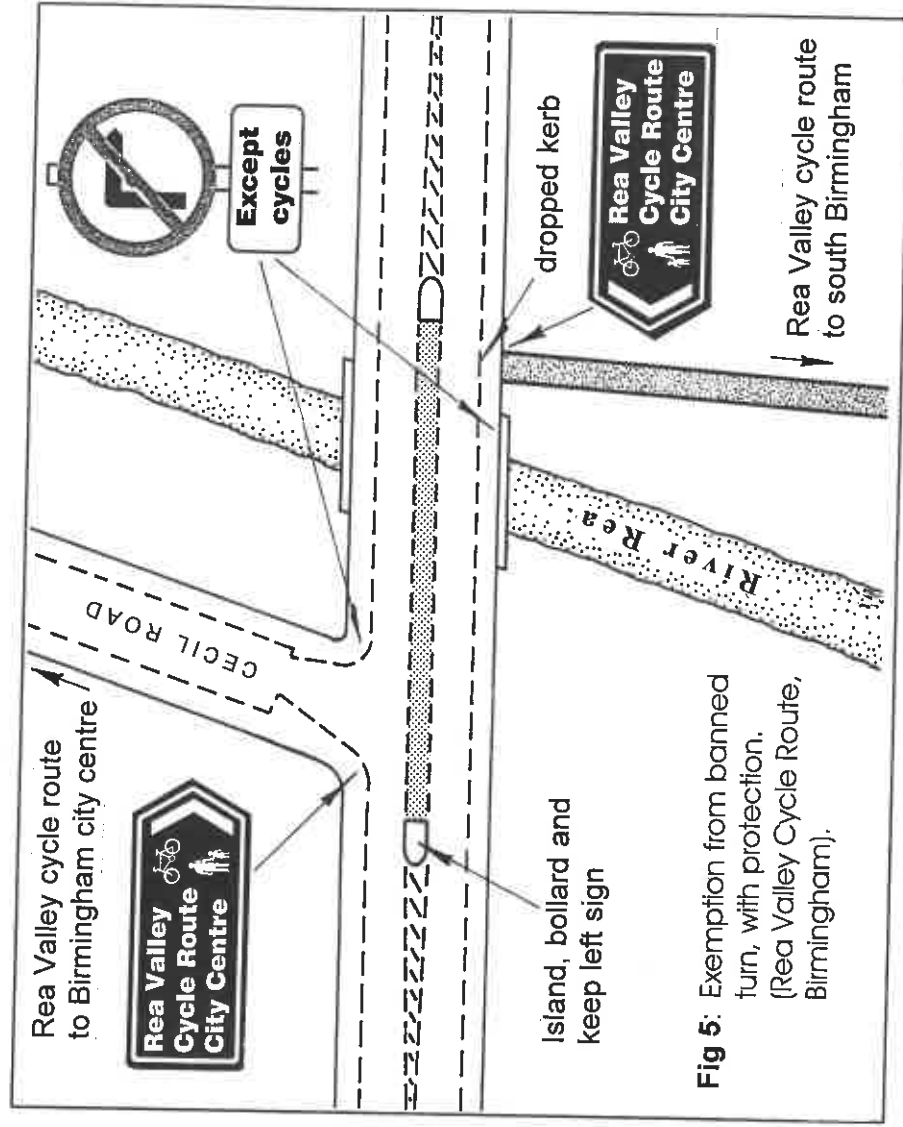 Rea Valley cycle route
to Birmingham city centre
Rea Valley
Cycle Route
City Centre
CECIL ROAD
Except
cycles
Island, bollard and
keep left sign
dropped kerb
Rea Valley
Cycle Route
City Centre
River Rea
Rea Valley cycle route
to south Birmingham
Fig 5: Exemption from banned
turn, with protection.
(Rea Valley Cycle Route,
Birmingham).